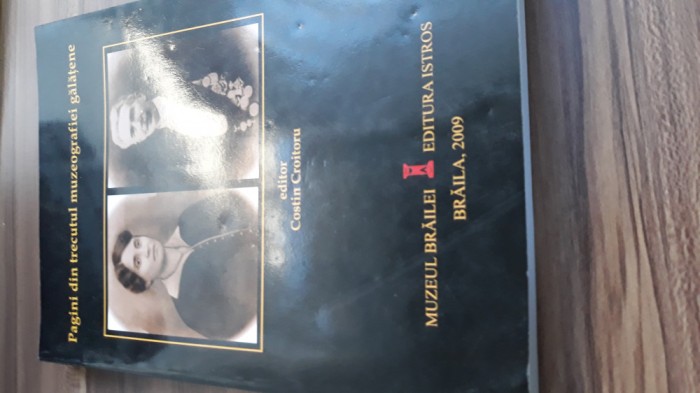 Pagini din trecutul muzeografiei gălățene
editor
Costin Croitoru
MUZEUL BRĂILEI EDITURA ISTROS
BRĂILA, 2009